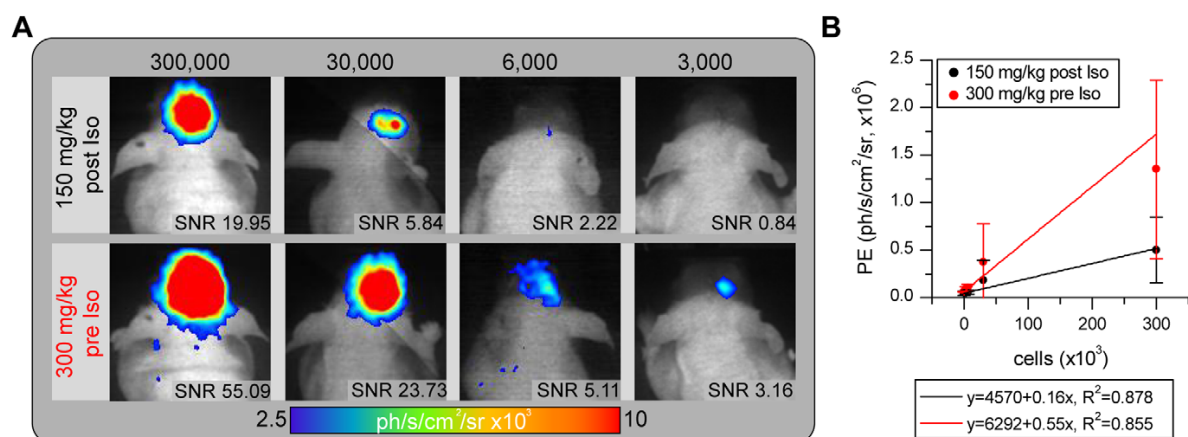 A
300,000 30,000 6,000 3,000
150 mg/kg
post Iso
SNR 19.95 SNR 5.84 SNR 2.22 SNR 0.84
300 mg/kg
pre Iso
SNR 55.09 SNR 23.73 SNR 5.11 SNR 3.16
2.5 ph/s/cm²/sr x10³ 10
B
PE (ph/s/cm²/sr, x10⁶)
2.5
2.0
1.5
1.0
0.5
0.0
150 mg/kg post Iso
300 mg/kg pre Iso
0 100 200 300
cells (x10³)
y=4570+0.16x, R²=0.878
y=6292+0.55x, R²=0.855